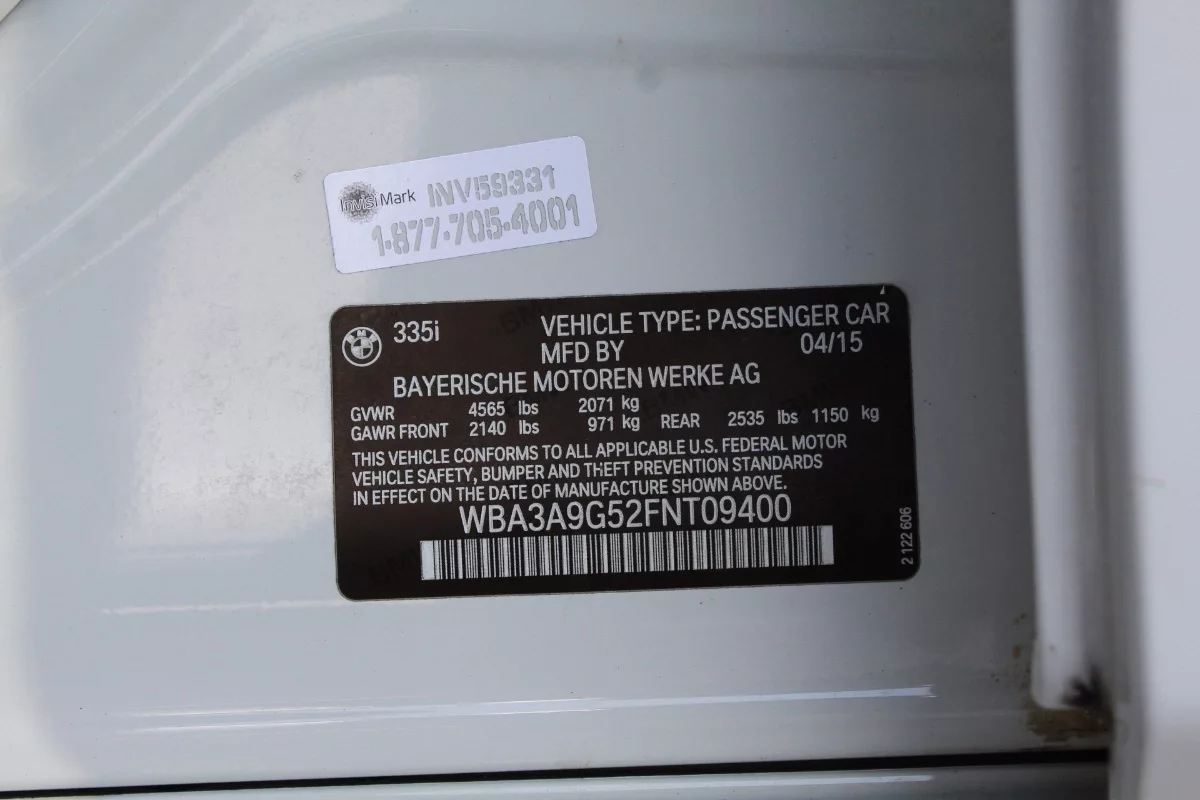 InvisiMark INV59331
1-877-705-4001
335i VEHICLE TYPE: PASSENGER CAR
MFD BY 04/15
BAYERISCHE MOTOREN WERKE AG
GVWR 4565 lbs 2071 kg
GAWR FRONT 2140 lbs 971 kg REAR 2535 lbs 1150 kg
THIS VEHICLE CONFORMS TO ALL APPLICABLE U.S. FEDERAL MOTOR
VEHICLE SAFETY, BUMPER AND THEFT PREVENTION STANDARDS
IN EFFECT ON THE DATE OF MANUFACTURE SHOWN ABOVE.
WBA3A9G52FNT09400
2 122 606